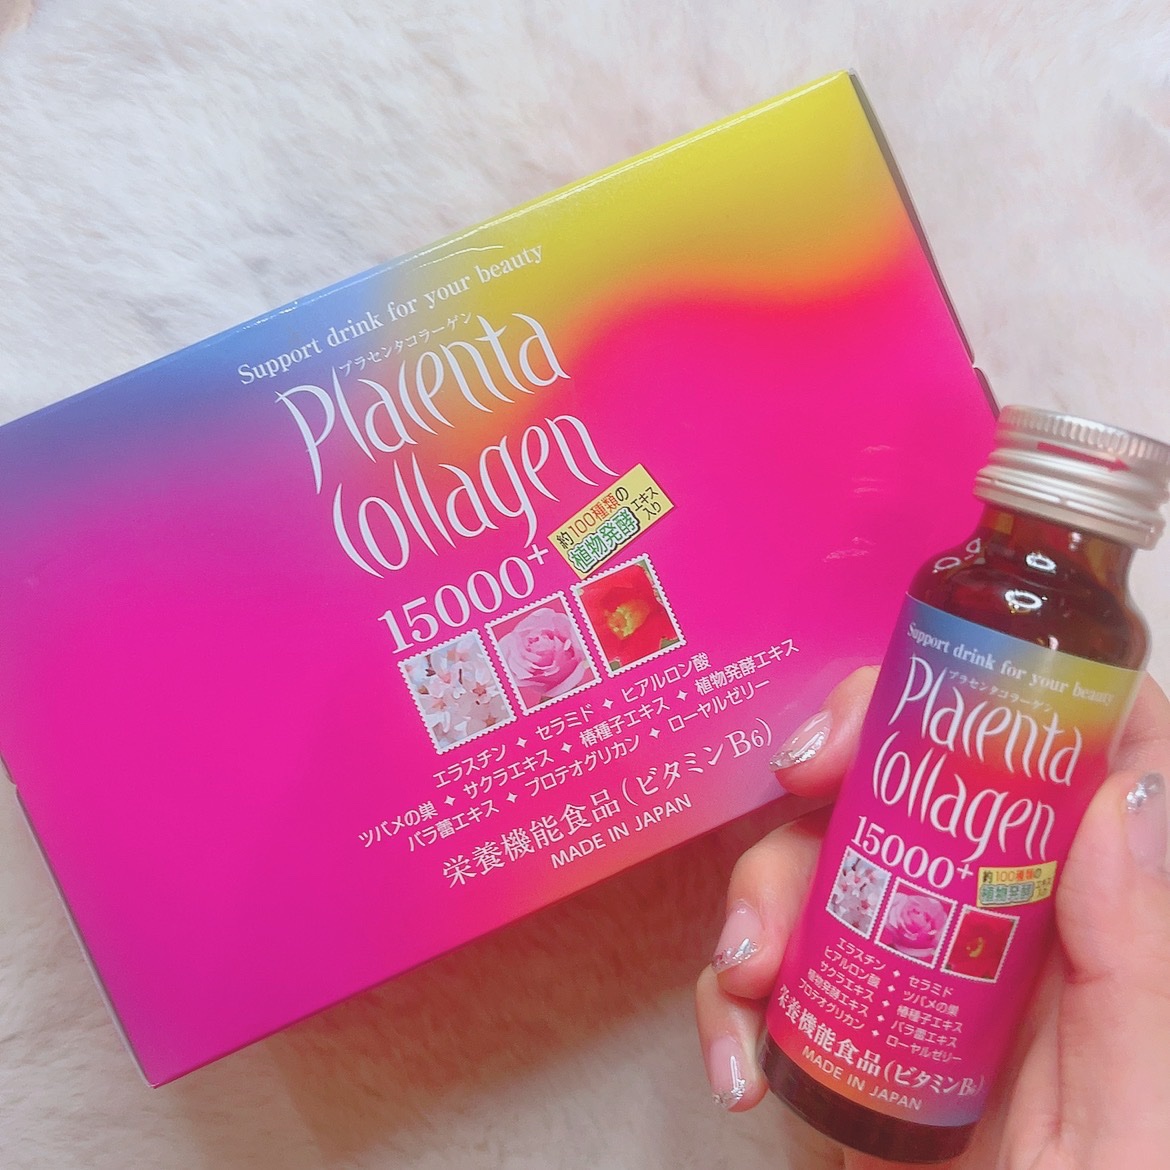 Support drink for your beauty
プラセンタコラーゲン
Placenta
Collagen
15000+
約100種類の
植物発酵
エキス
入り
エラスチン ✦ セラミド ✦ ヒアルロン酸
ツバメの巣 ✦ サクラエキス ✦ 椿種子エキス ✦ 植物発酵エキス
バラ蕾エキス ✦ プロテオグリカン ✦ ローヤルゼリー
栄養機能食品(ビタミンB6)
MADE IN JAPAN
Support drink for your beauty
プラセンタコラーゲン
Placenta
Collagen
15000+
約100種類の
植物発酵
エキス
入り
エラスチン ✦ セラミド
ヒアルロン酸 ✦ ツバメの巣
サクラエキス ✦ 椿種子エキス
植物発酵エキス ✦ バラ蕾エキス
プロテオグリカン ✦ ローヤルゼリー
栄養機能食品(ビタミンB6)
MADE IN JAPAN